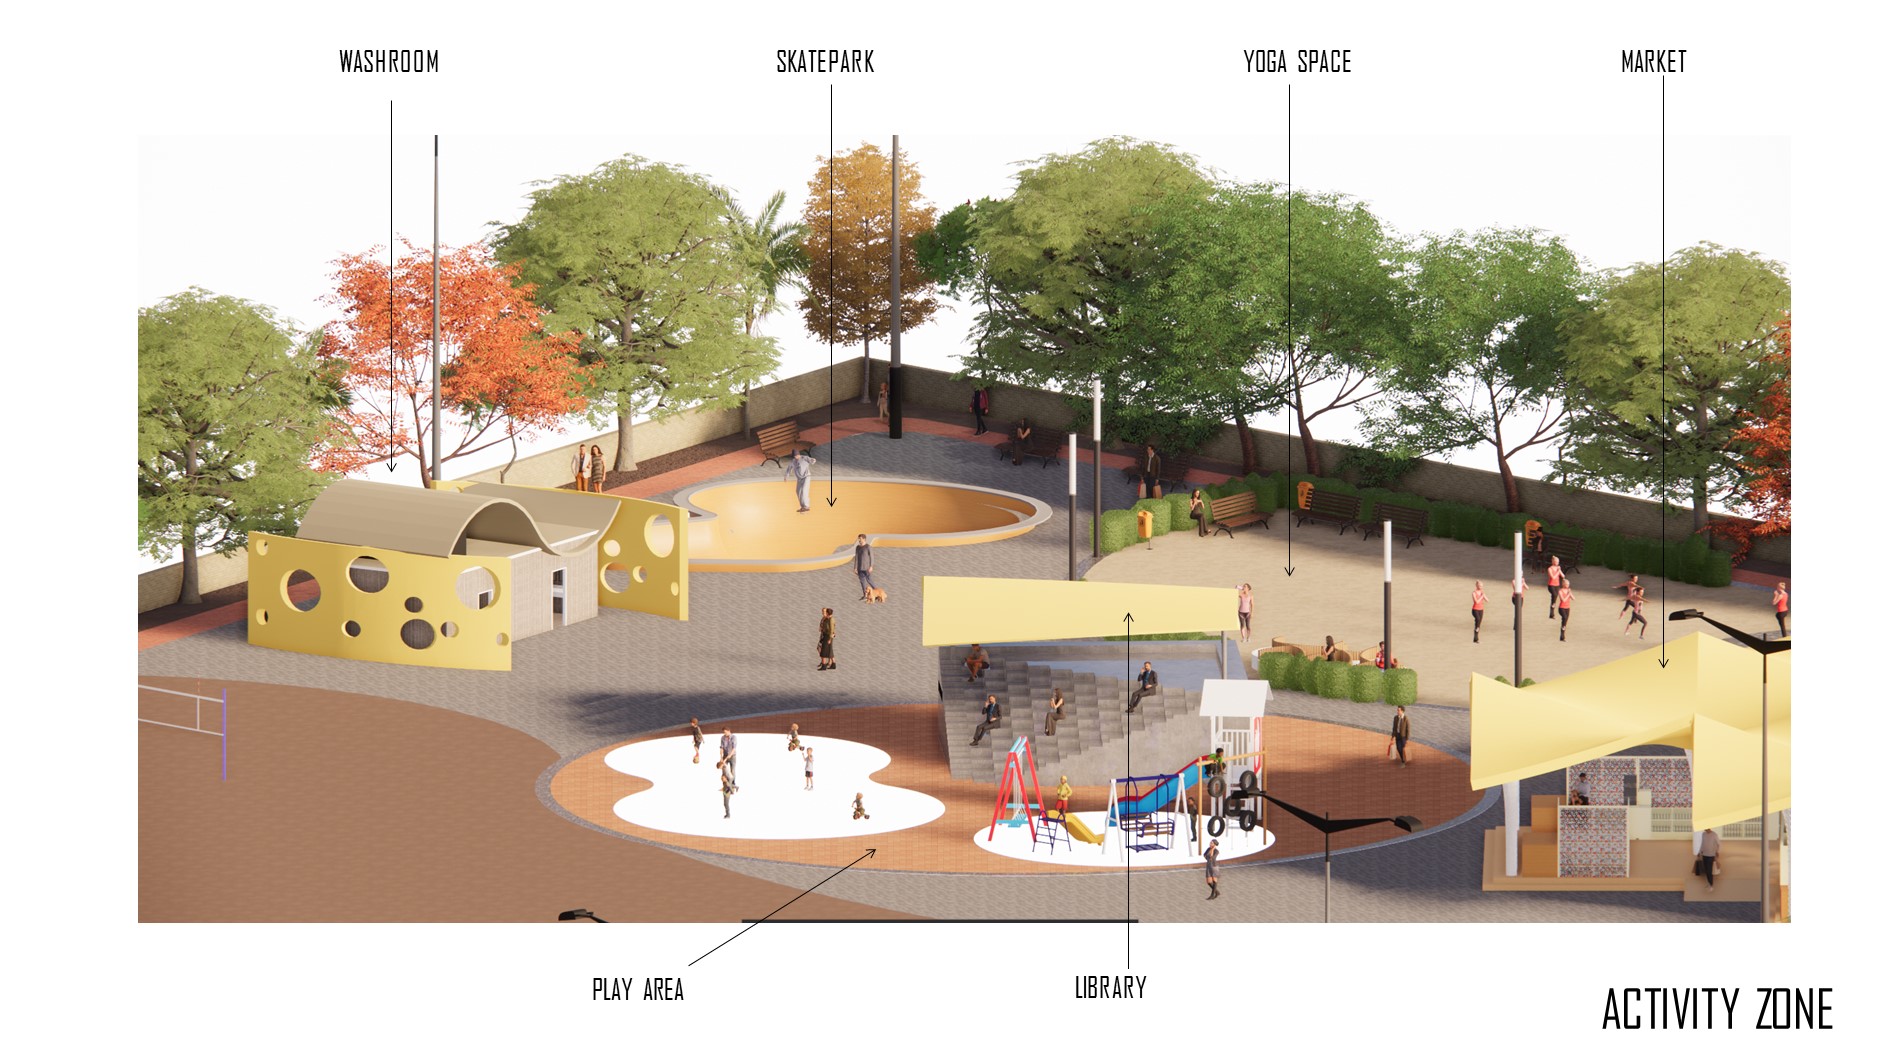 WASHROOM
SKATEPARK
YOGA SPACE
MARKET
PLAY AREA
LIBRARY
ACTIVITY ZONE